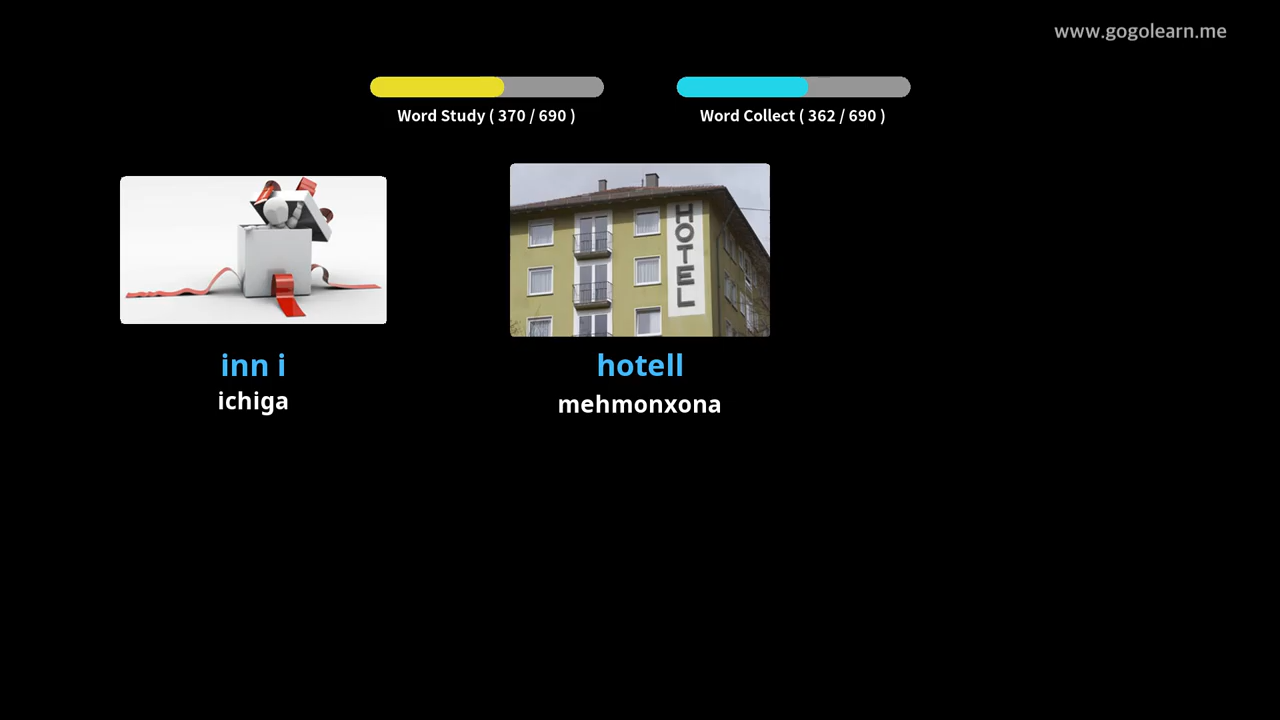 www.gogolearn.me
Word Study ( 370 / 690 )
Word Collect ( 362 / 690 )
HOTEL
inn i
ichiga
hotell
mehmonxona